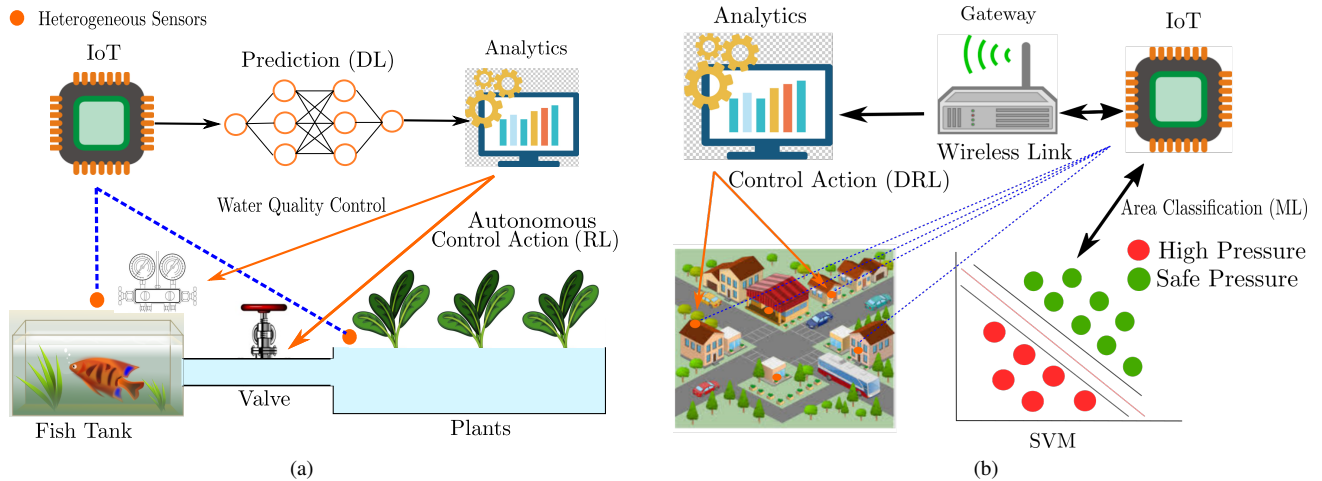 Heterogeneous Sensors
IoT
Prediction (DL)
Analytics
Water Quality Control
Autonomous
Control Action (RL)
Valve
Fish Tank
Plants
(a)
Analytics
Gateway
IoT
Wireless Link
Control Action (DRL)
Area Classification (ML)
High Pressure
Safe Pressure
SVM
(b)